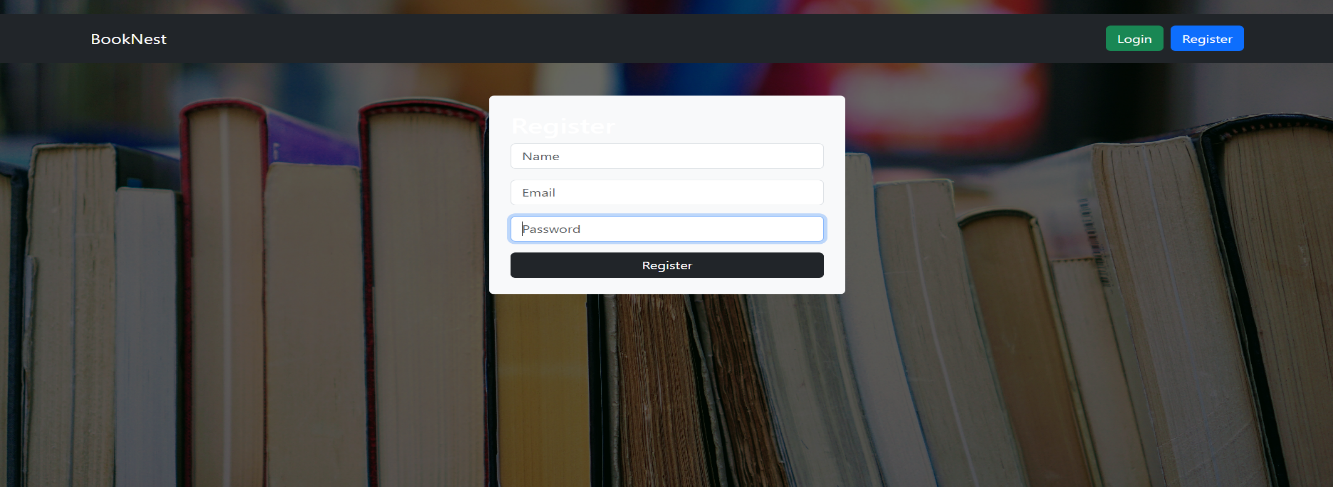 BookNest
Login Register
Register
Name
Email
Password
Register